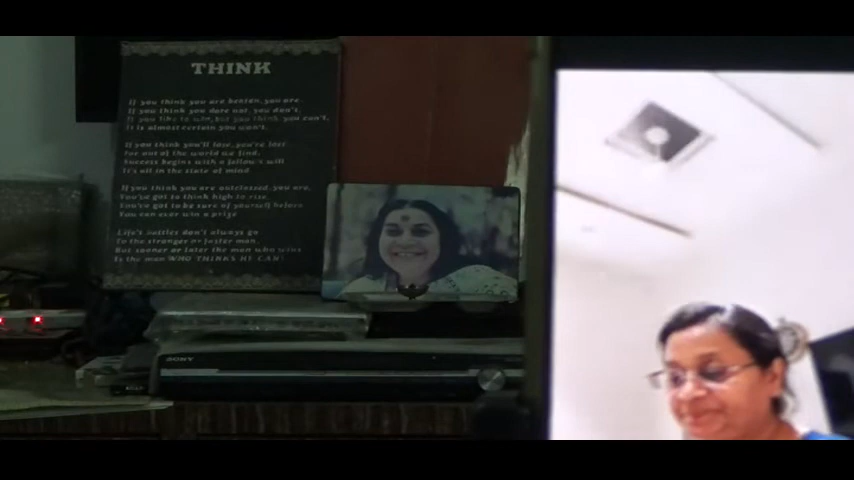 THINK
If you think you are beaten, you are.
If you think you dare not, you don't.
If you like to win, but you think you can't,
It is almost certain you won't.
If you think you'll lose, you're lost
For out of the world we find,
Success begins with a fellow's will
It's all in the state of mind.
If you think you are outclassed, you are,
You've got to think high to rise,
You've got to be sure of yourself before
You can ever win a prize
Life's battles don't always go
To the stronger or faster man,
But sooner or later the man who wins
Is the man WHO THINKS HE CAN!
SONY